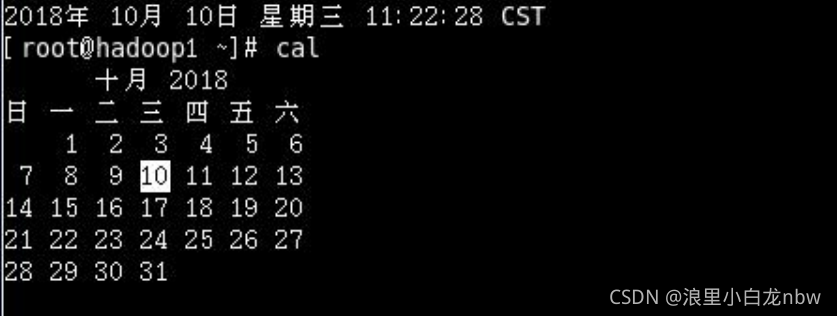 2018年 10月 10日 星期三 11:22:28 CST
[root@hadoop1 ~]# cal
十月 2018
日 一 二 三 四 五 六
1 2 3 4 5 6
7 8 9 10 11 12 13
14 15 16 17 18 19 20
21 22 23 24 25 26 27
28 29 30 31
CSDN @浪里小白龙nbw